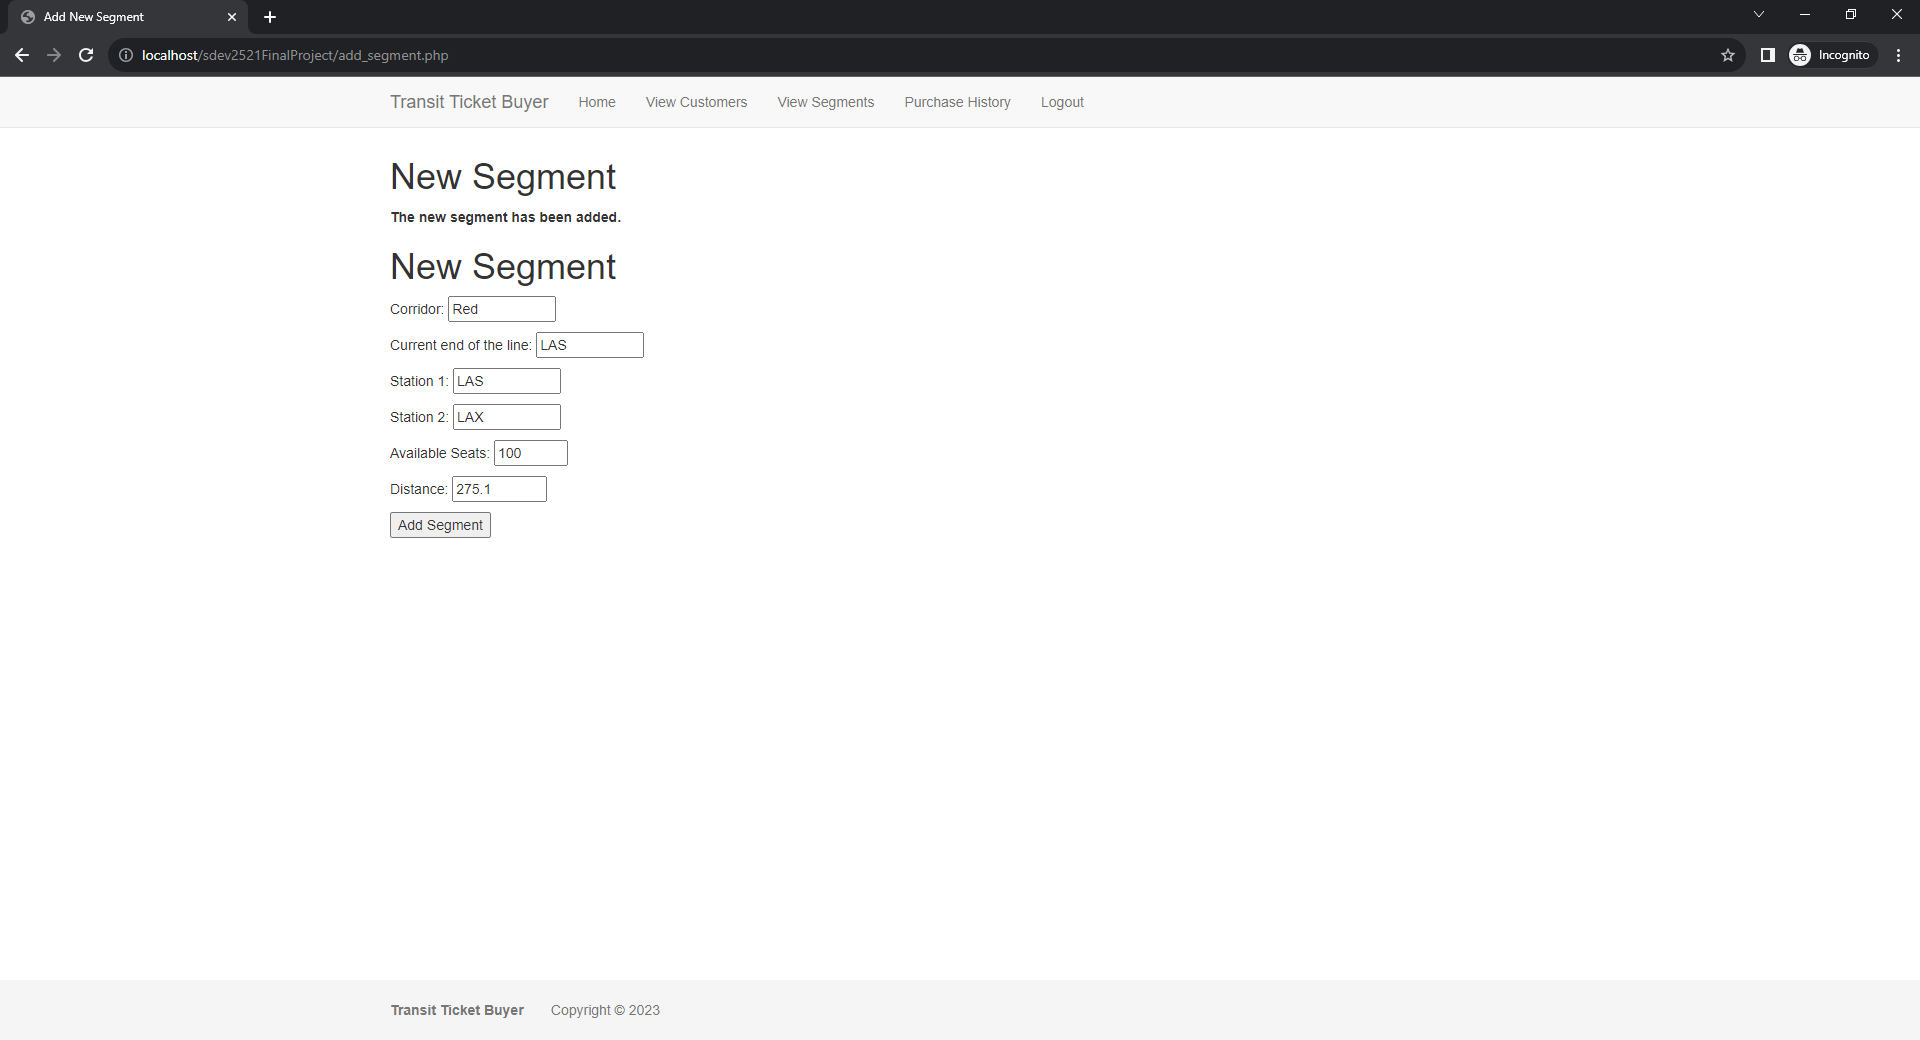 Add New Segment
localhost/sdev2521FinalProject/add_segment.php
Incognito
Transit Ticket Buyer Home View Customers View Segments Purchase History Logout
New Segment
The new segment has been added.
New Segment
Corridor: Red
Current end of the line: LAS
Station 1: LAS
Station 2: LAX
Available Seats: 100
Distance: 275.1
Add Segment
Transit Ticket Buyer Copyright © 2023